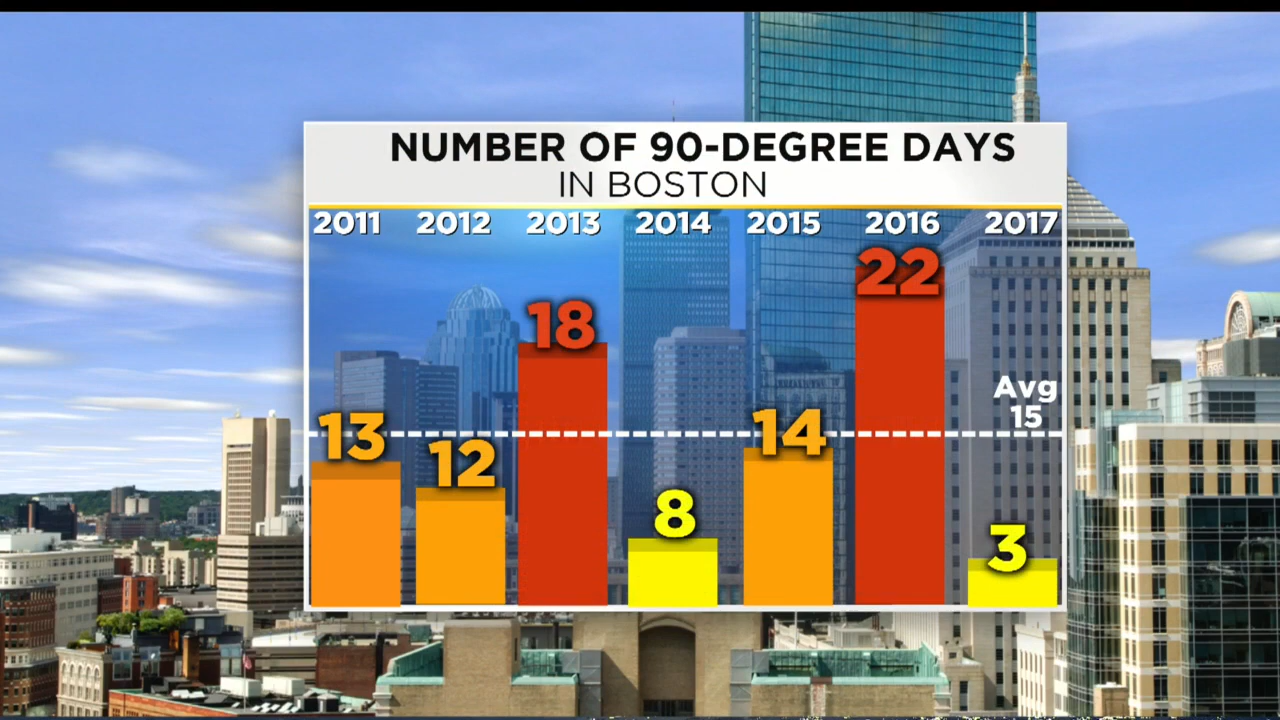 NUMBER OF 90-DEGREE DAYS
IN BOSTON
2011 2012 2013 2014 2015 2016 2017
13 12 18 8 14 22 3
Avg
15